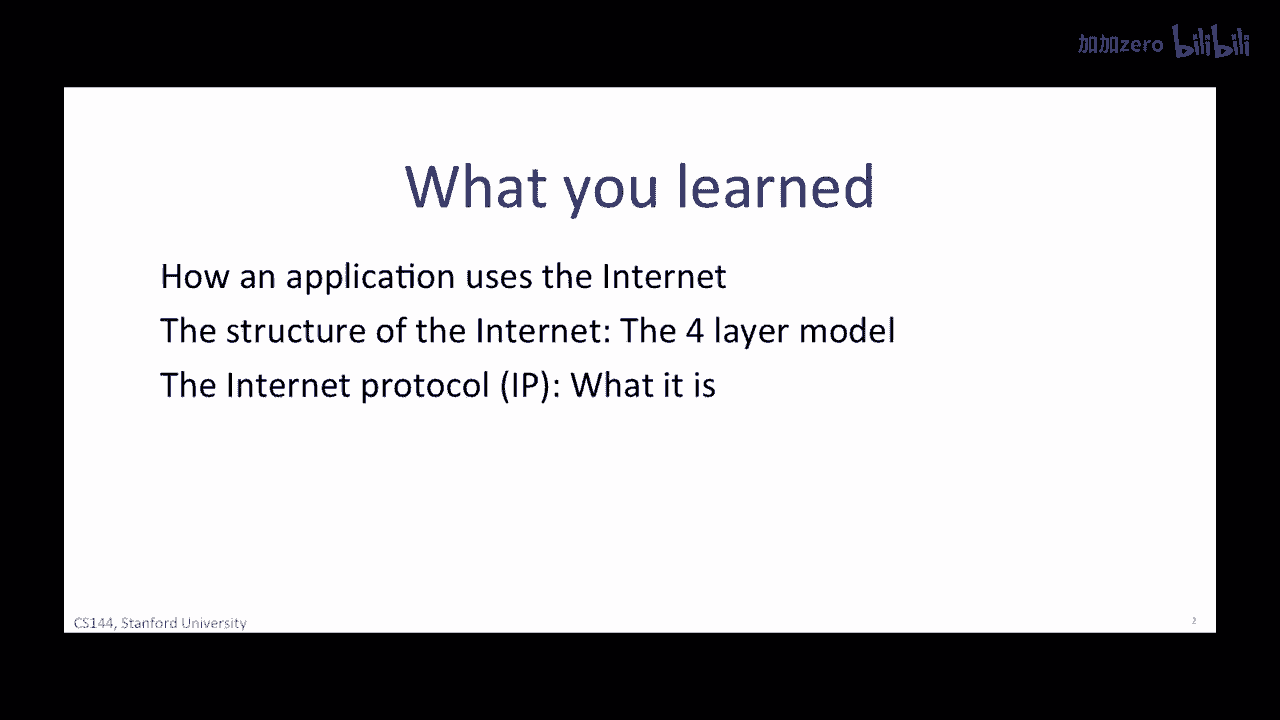 加加zero bilibili
What you learned
How an application uses the Internet
The structure of the Internet: The 4 layer model
The Internet protocol (IP): What it is
CS144, Stanford University
2